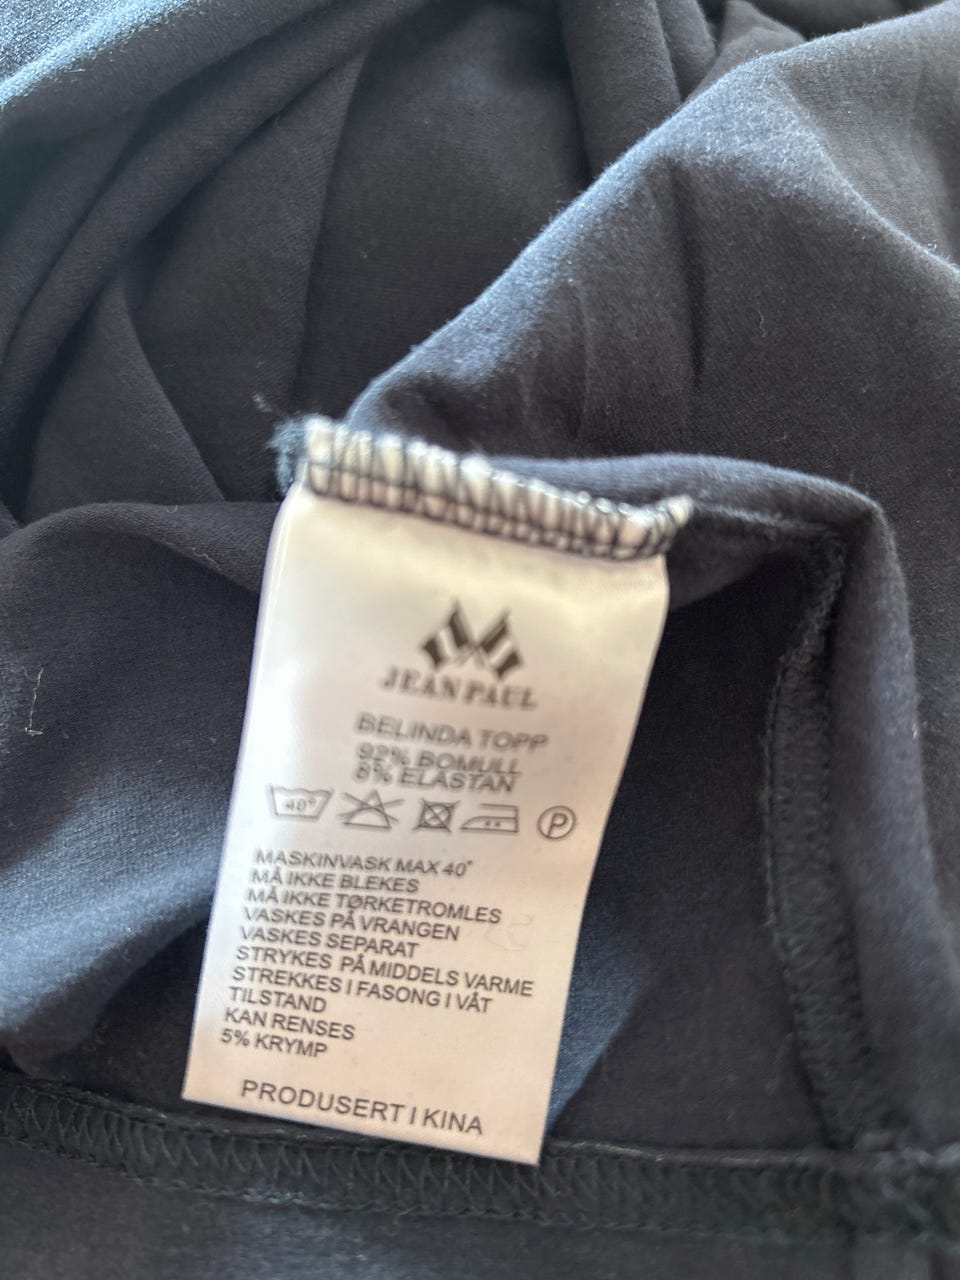 JEAN PAUL
BELINDA TOPP
92% BOMULL
8% ELASTAN
40° P
MASKINVASK MAX 40°
MÅ IKKE BLEKES
MÅ IKKE TØRKETROMLES
VASKES PÅ VRANGEN
VASKES SEPARAT
STRYKES PÅ MIDDELS VARME
STREKKES I FASONG I VÅT
TILSTAND
KAN RENSES
5% KRYMP
PRODUSERT I KINA